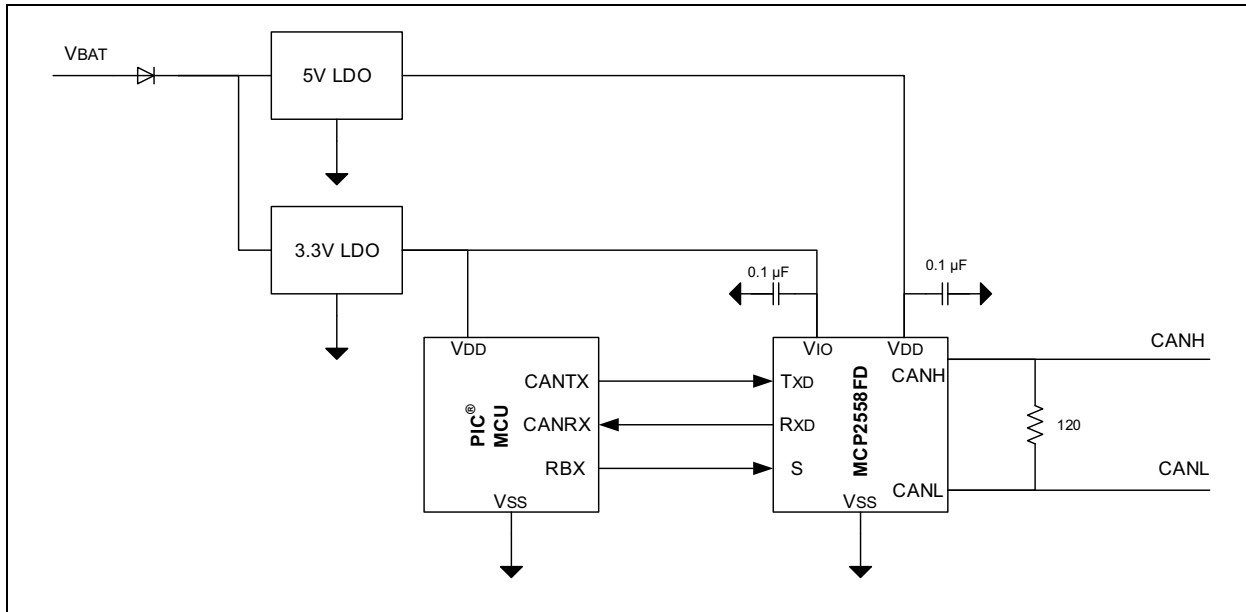 VBAT
5V LDO
3.3V LDO
0.1 µF
0.1 µF
VDD
CANTX
CANRX
RBX
VSS
PIC®
MCU
VIO
VDD
TXD
RXD
S
CANH
CANL
VSS
MCP2558FD
CANH
120
CANL